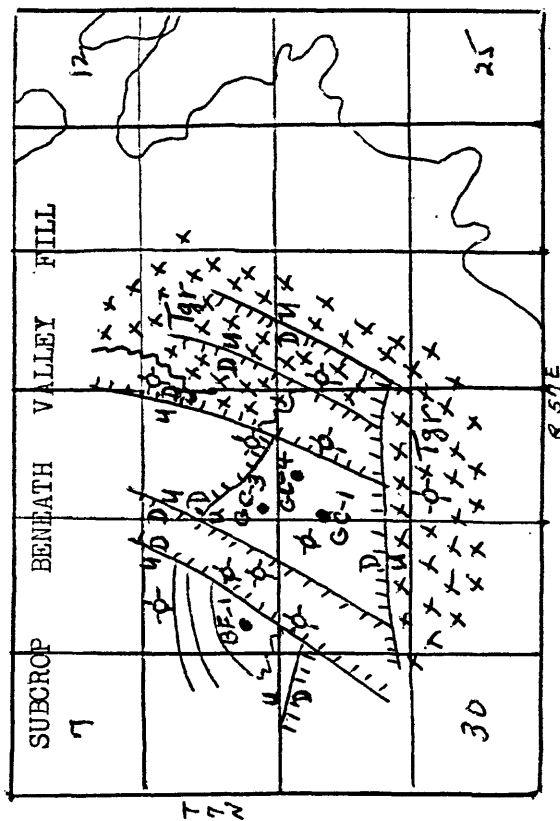 SUBCROP BENEATH VALLEY FILL
7
12
U D
D U
U D
Tgr
D
U
D U
BF-1
GC-3
GC-4
D U
U
D
GC-1
D
U
Tgr
30
25
T
7
N
R 57 E